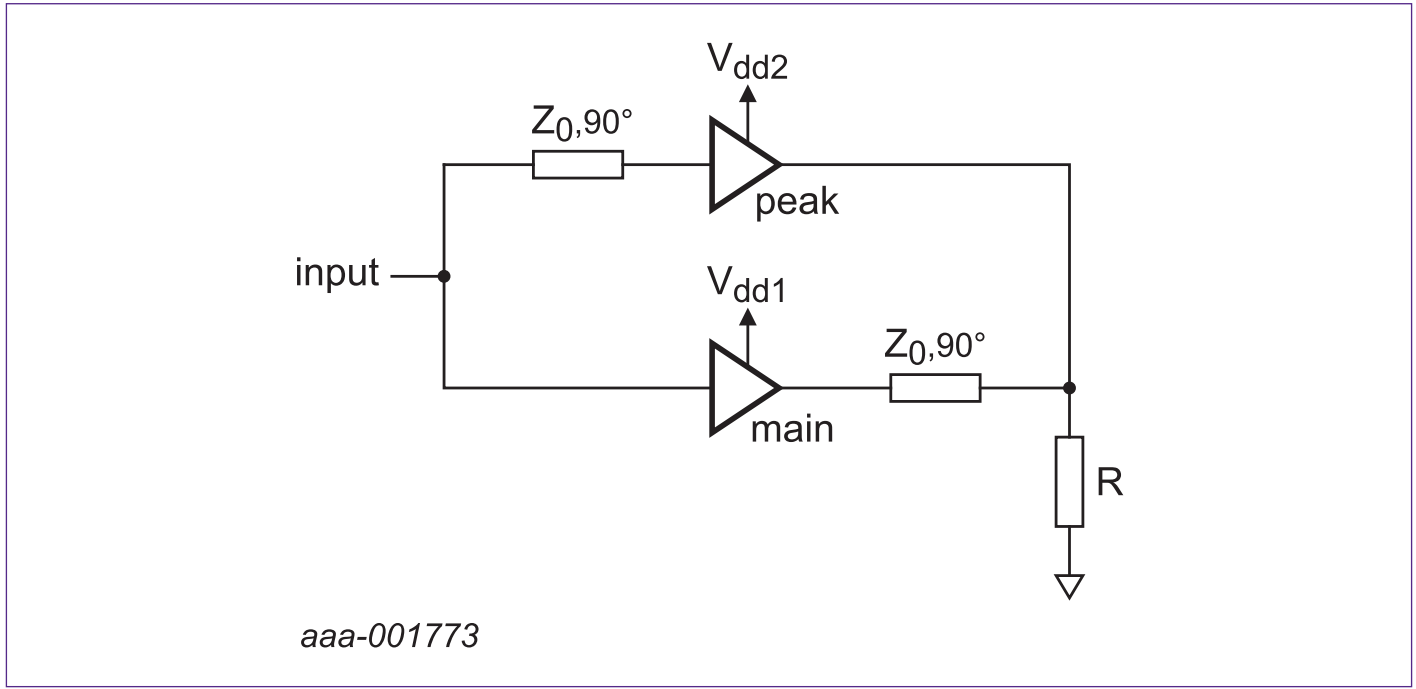 Vdd2
Z0,90°
peak
input
Vdd1
Z0,90°
main
R
aaa-001773